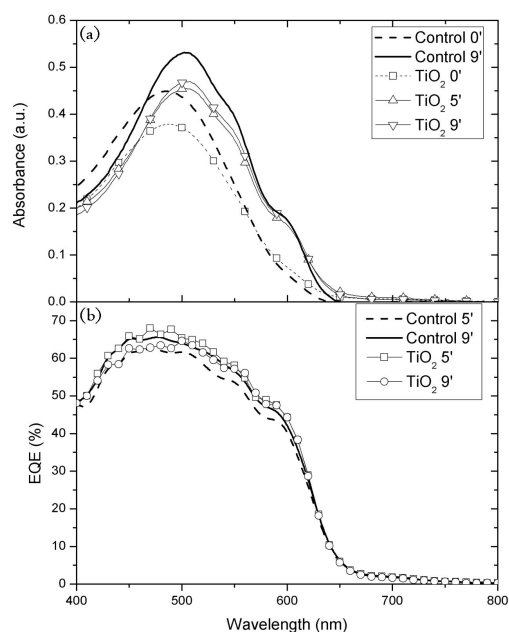 0.6
(a)
Control 0'
Control 9'
TiO2 0'
TiO2 5'
TiO2 9'
0.5
0.4
0.3
0.2
0.1
0.0
Absorbance (a.u.)
(b)
Control 5'
Control 9'
TiO2 5'
TiO2 9'
70
60
50
40
30
20
10
0
EQE (%)
400 500 600 700 800
Wavelength (nm)